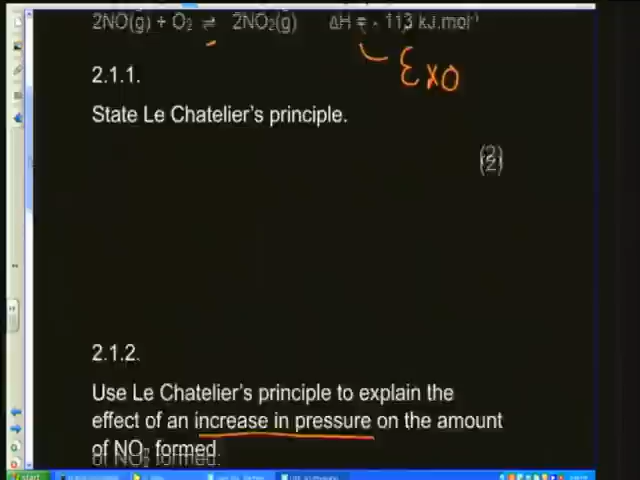 2NO(g) + O₂ ⇌ 2NO₂(g) ΔH = - 113 kJ.mol⁻¹
Exo
2.1.1.
State Le Chatelier's principle.
(2)
2.1.2.
Use Le Chatelier's principle to explain the
effect of an increase in pressure on the amount
of NO₂ formed.
start